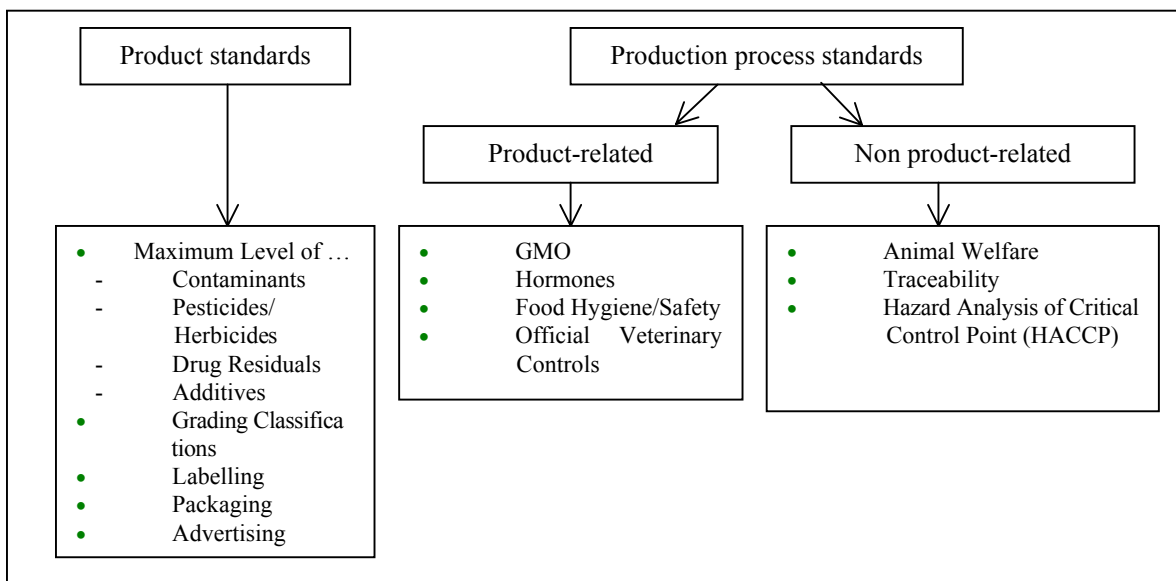 Product standards
Production process standards
Product-related
Non product-related
• Maximum Level of …
- Contaminants
- Pesticides/
Herbicides
- Drug Residuals
- Additives
• Grading Classifica
tions
• Labelling
• Packaging
• Advertising
• GMO
• Hormones
• Food Hygiene/Safety
• Official Veterinary
Controls
• Animal Welfare
• Traceability
• Hazard Analysis of Critical
Control Point (HACCP)